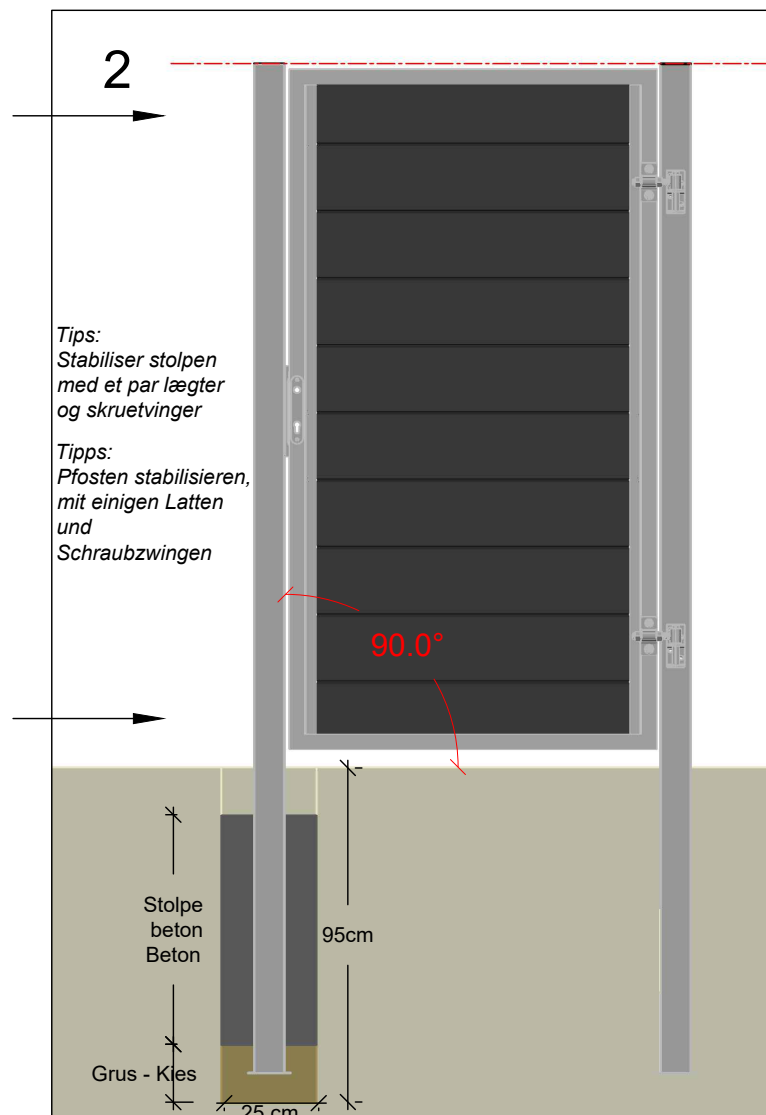 2
Tips:
Stabiliser stolpen
med et par lægter
og skruetvinger
Tipps:
Pfosten stabilisieren,
mit einigen Latten
und
Schraubzwingen
90.0°
Stolpe
beton
Beton
95cm
Grus - Kies
25 cm